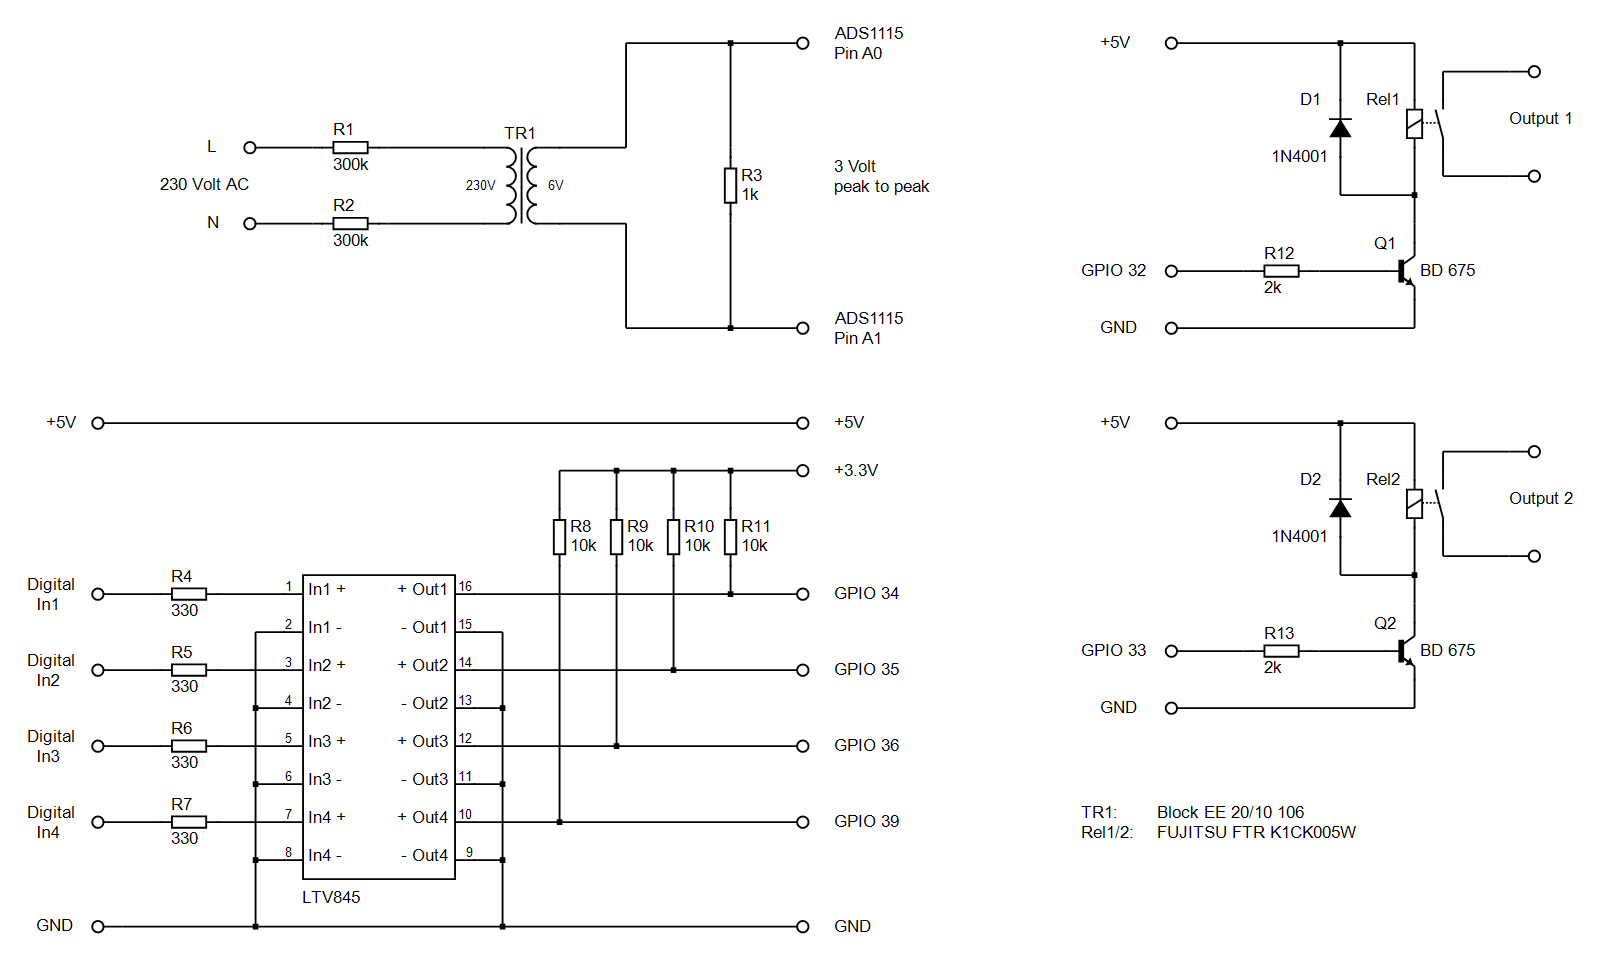 ADS1115
Pin A0
R1
L
300k
TR1
230 Volt AC
230V
6V
R2
N
300k
R3
1k
3 Volt
peak to peak
ADS1115
Pin A1
+5V
D1
Rel1
Output 1
1N4001
Q1
R12
GPIO 32
2k
BD 675
GND
+5V
+5V
+3.3V
R8
10k
R9
10k
R10
10k
R11
10k
Digital
In1
R4
330
1
In1 +
+ Out1
16
GPIO 34
2
In1 -
- Out1
15
Digital
In2
R5
330
3
In2 +
+ Out2
14
GPIO 35
4
In2 -
- Out2
13
Digital
In3
R6
330
5
In3 +
+ Out3
12
GPIO 36
6
In3 -
- Out3
11
Digital
In4
R7
330
7
In4 +
+ Out4
10
GPIO 39
8
In4 -
- Out4
9
LTV845
GND
GND
+5V
D2
Rel2
Output 2
1N4001
Q2
R13
GPIO 33
2k
BD 675
GND
TR1: Block EE 20/10 106
Rel1/2: FUJITSU FTR K1CK005W